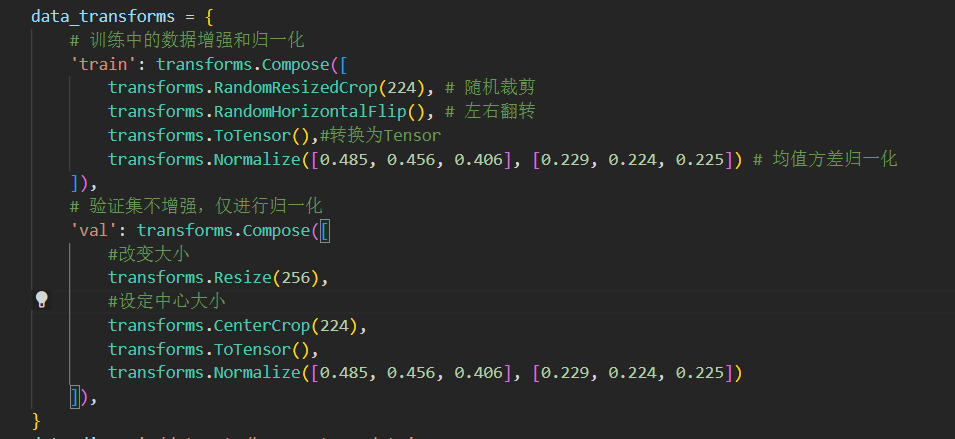 data_transforms = {
# 训练中的数据增强和归一化
'train': transforms.Compose([
transforms.RandomResizedCrop(224), # 随机裁剪
transforms.RandomHorizontalFlip(), # 左右翻转
transforms.ToTensor(),#转换为Tensor
transforms.Normalize([0.485, 0.456, 0.406], [0.229, 0.224, 0.225]) # 均值方差归一化
]),
# 验证集不增强，仅进行归一化
'val': transforms.Compose([
#改变大小
transforms.Resize(256),
#设定中心大小
transforms.CenterCrop(224),
transforms.ToTensor(),
transforms.Normalize([0.485, 0.456, 0.406], [0.229, 0.224, 0.225])
]),
}